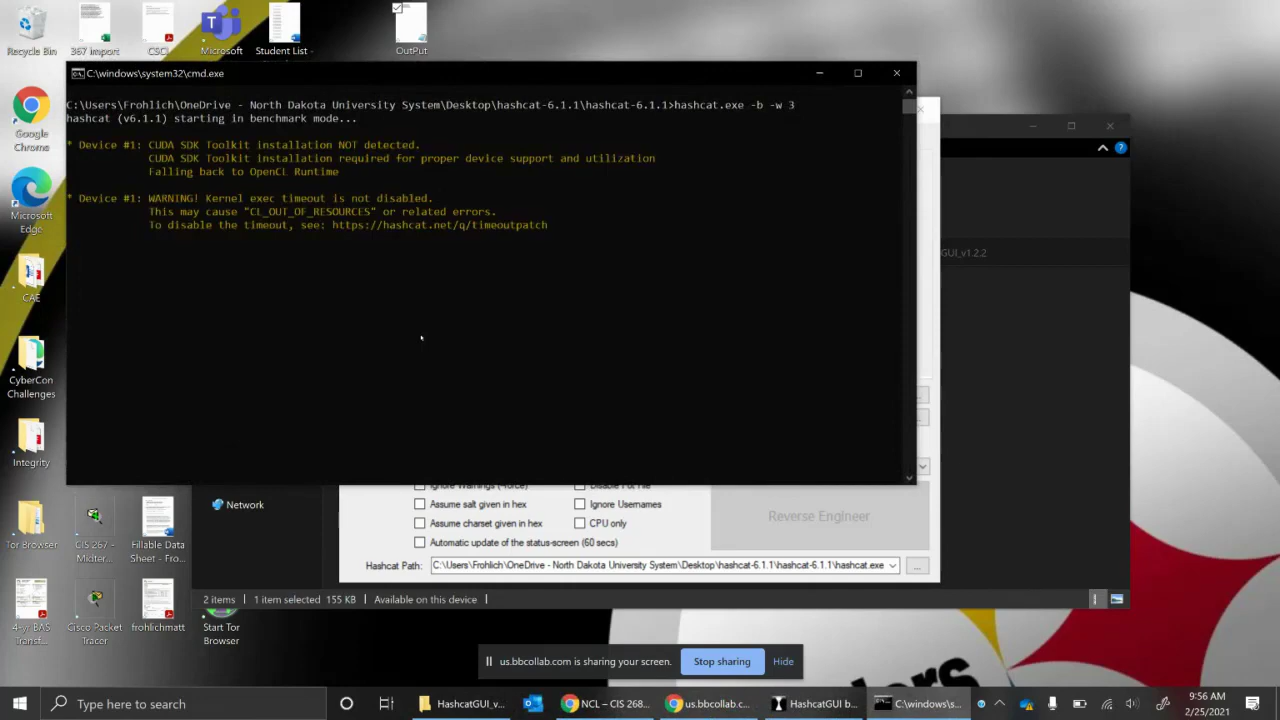 Recycle Bin
367 Import
CSCI
Microsoft
Student List -
OutPut
C:\windows\system32\cmd.exe
C:\Users\Frohlich\OneDrive - North Dakota University System\Desktop\hashcat-6.1.1\hashcat-6.1.1>hashcat.exe -b -w 3
hashcat (v6.1.1) starting in benchmark mode...
* Device #1: CUDA SDK Toolkit installation NOT detected.
CUDA SDK Toolkit installation required for proper device support and utilization
Falling back to OpenCL Runtime
* Device #1: WARNING! Kernel exec timeout is not disabled.
This may cause "CL_OUT_OF_RESOURCES" or related errors.
To disable the timeout, see: https://hashcat.net/q/timeoutpatch
Google
Chrome
Microsoft
Edge
CAE
CyberCon
Challenges
Integrity
GUI_v1.2.2
Network
Assume salt given in hex
Ignore Usernames
Assume charset given in hex
CPU only
Automatic update of the status-screen (60 secs)
Reverse Engineer
Hashcat Path:
C:\Users\Frohlich\OneDrive - North Dakota University System\Desktop\hashcat-6.1.1\hashcat-6.1.1\hashcat.exe
...
2 items
1 item selected 155 KB
Available on this device
Tor Browser
CIS 267 -
Midter...
Fillable Data
Sheet - Fro...
4-yr BAS
Transf...
Cisco Packet
Tracer
frohlichmatt
Start Tor
Browser
us.bbcollab.com is sharing your screen.
Stop sharing
Hide
Type here to search
HashcatGUI_v...
NCL – CIS 268...
us.bbcollab.co...
HashcatGUI b...
C:\windows\s...
9:56 AM
2/25/2021